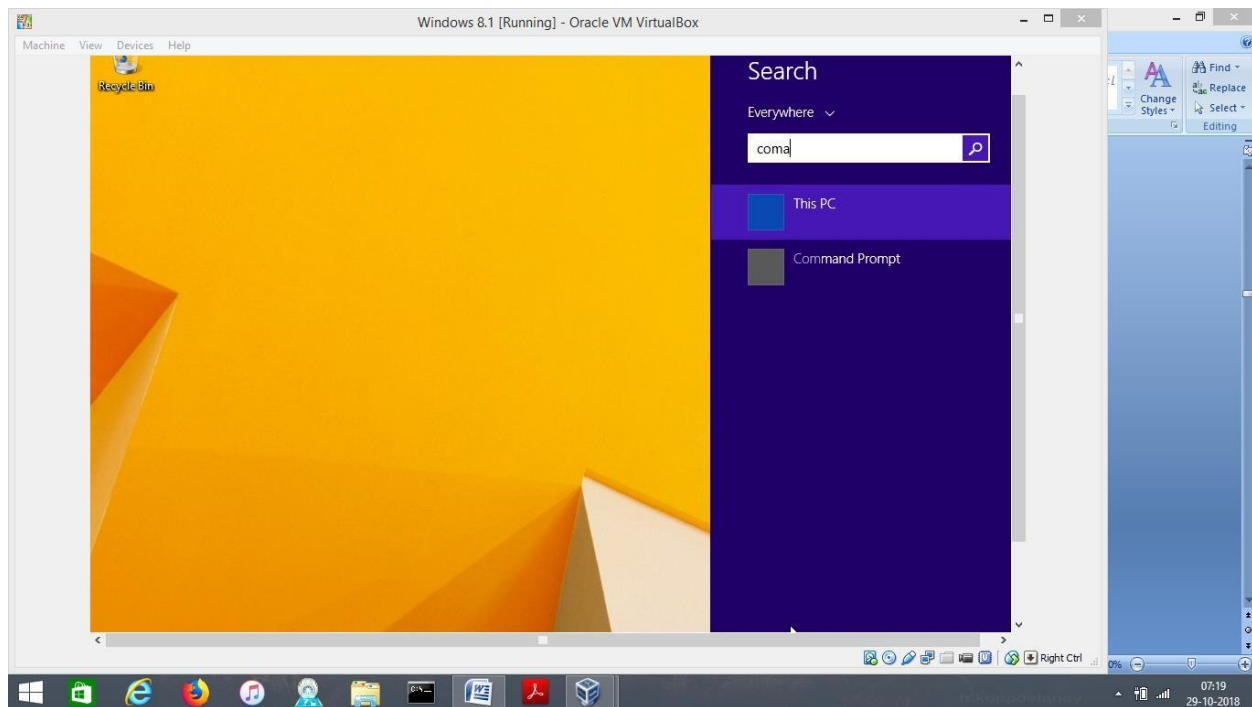 Windows 8.1 [Running] - Oracle VM VirtualBox
Machine View Devices Help
Recycle Bin
Search
Everywhere
coma
This PC
Command Prompt
Right Ctrl
Change
Styles
Find
Replace
Select
Editing
0%
07:19
29-10-2018